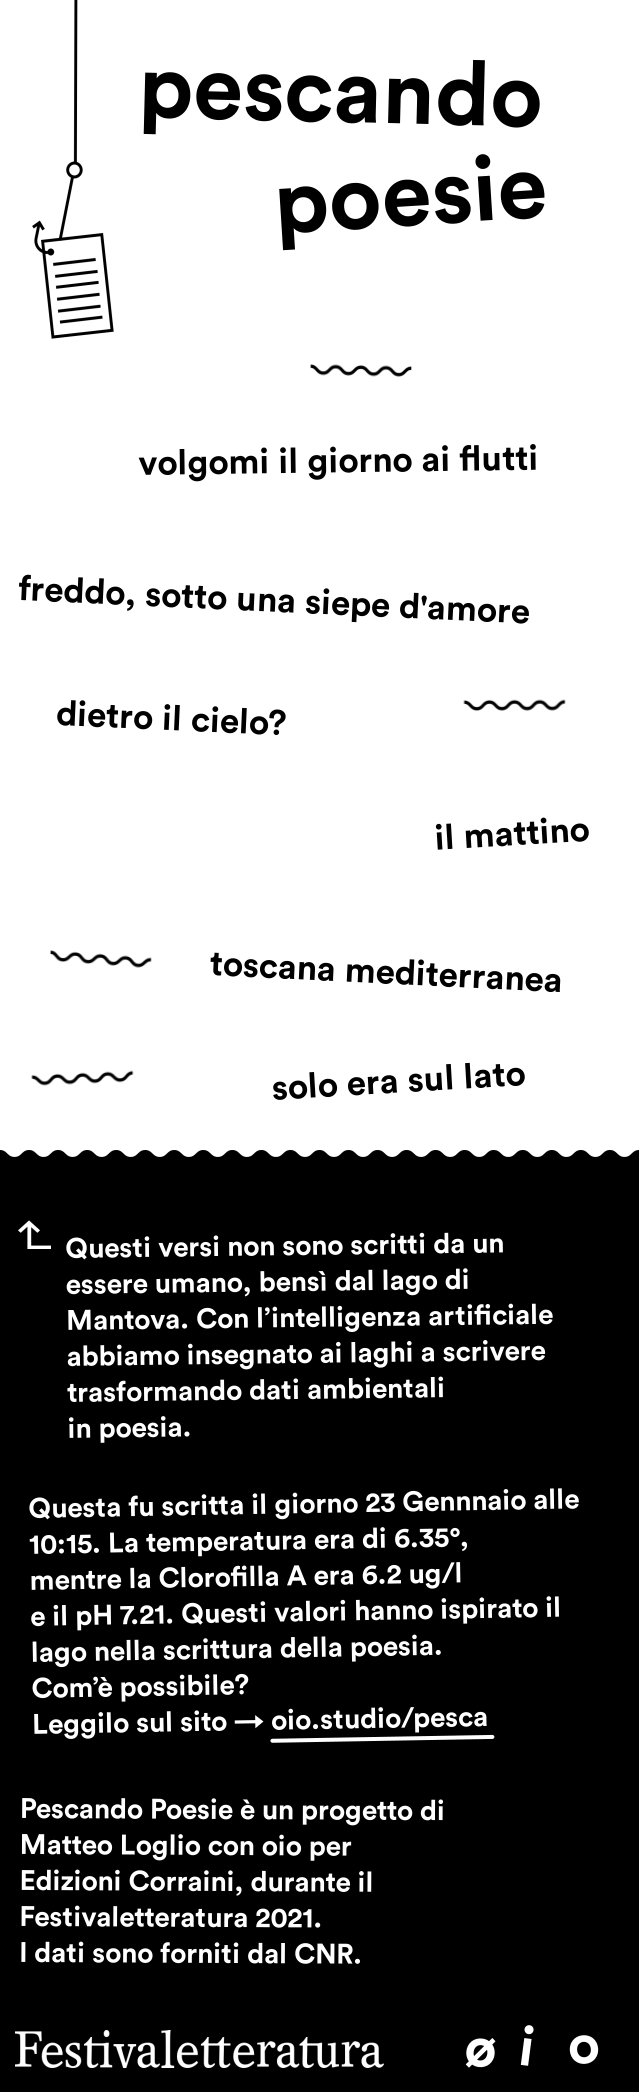 pescando
poesie
volgomi il giorno ai flutti
freddo, sotto una siepe d'amore
dietro il cielo?
il mattino
toscana mediterranea
solo era sul lato
Questi versi non sono scritti da un
essere umano, bensì dal lago di
Mantova. Con l’intelligenza artificiale
abbiamo insegnato ai laghi a scrivere
trasformando dati ambientali
in poesia.
Questa fu scritta il giorno 23 Gennnaio alle
10:15. La temperatura era di 6.35°,
mentre la Clorofilla A era 6.2 ug/l
e il pH 7.21. Questi valori hanno ispirato il
lago nella scrittura della poesia.
Com’è possibile?
Leggilo sul sito → oio.studio/pesca
Pescando Poesie è un progetto di
Matteo Loglio con oio per
Edizioni Corraini, durante il
Festivaletteratura 2021.
I dati sono forniti dal CNR.
Festivaletteratura ø i o